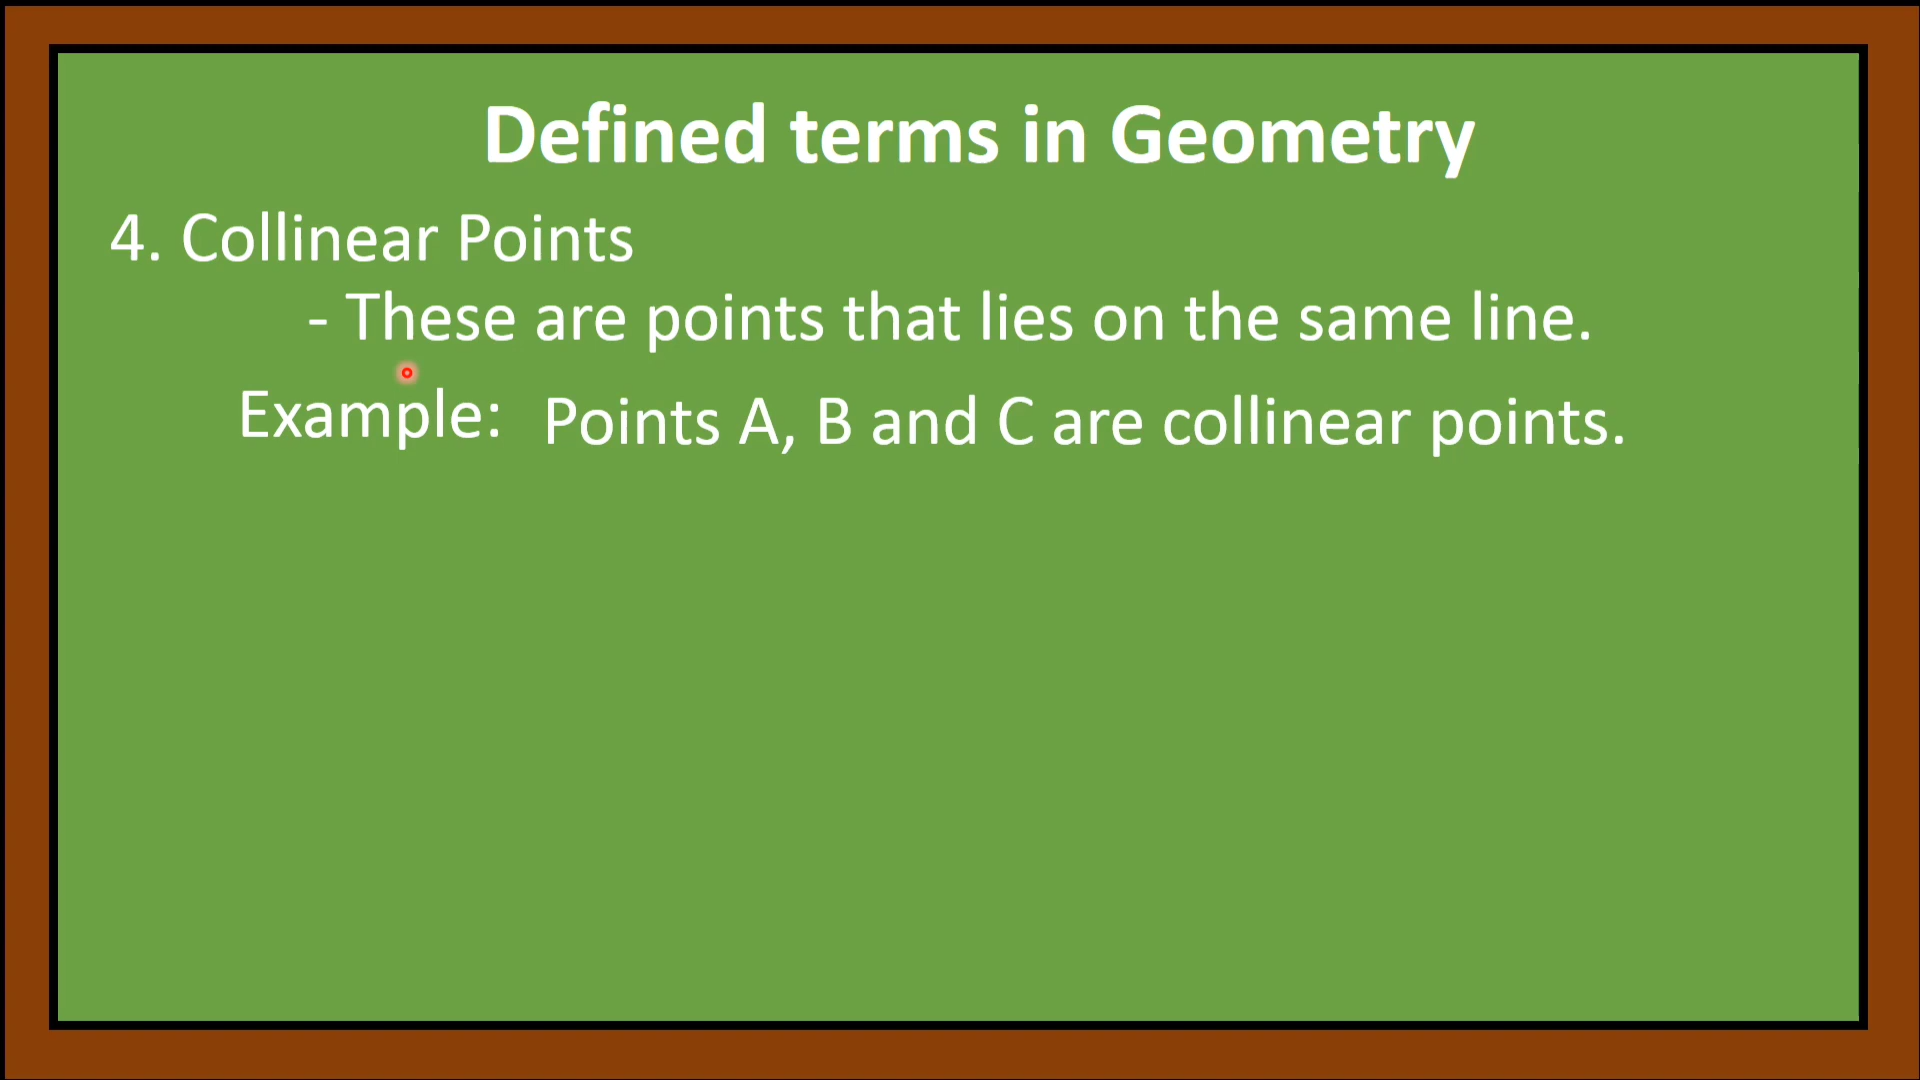 Defined terms in Geometry
4. Collinear Points
- These are points that lies on the same line.
Example: Points A, B and C are collinear points.